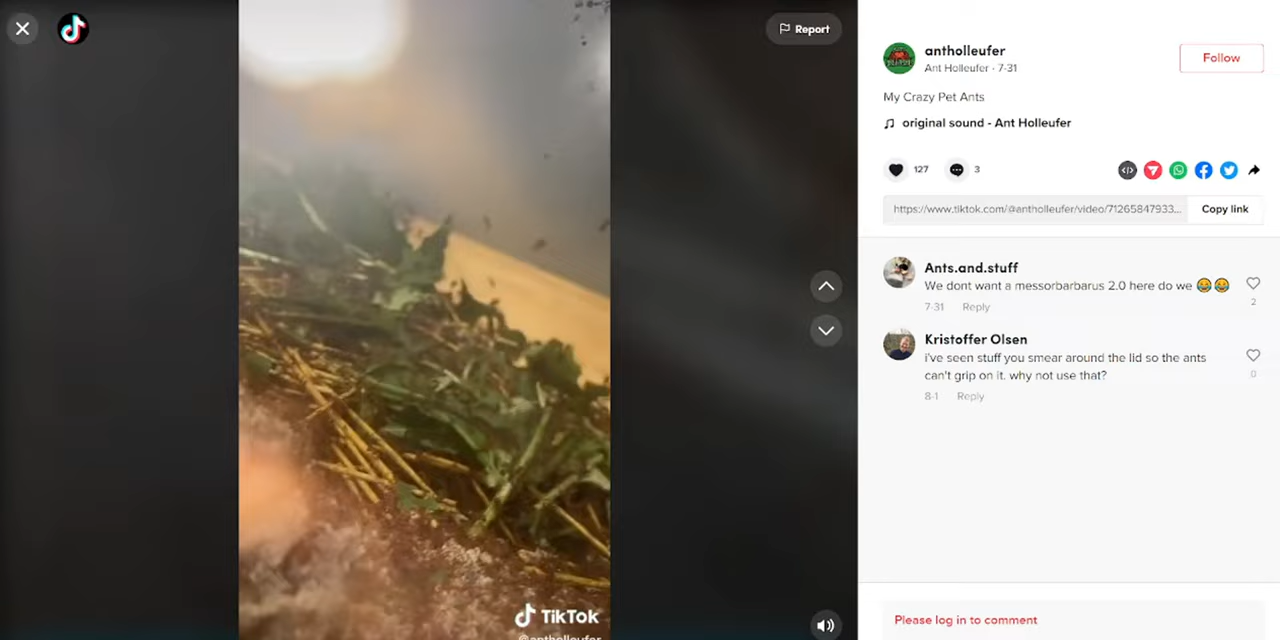 Report
TikTok
@antholleufer
antholleufer
Ant Holleufer · 7-31
Follow
My Crazy Pet Ants
original sound - Ant Holleufer
127
3
https://www.tiktok.com/@antholleufer/video/71265847933...
Copy link
Ants.and.stuff
We dont want a messorbarbarus 2.0 here do we 😂😂
7-31 Reply
2
Kristoffer Olsen
i've seen stuff you smear around the lid so the ants
can't grip on it. why not use that?
8-1 Reply
0
Please log in to comment